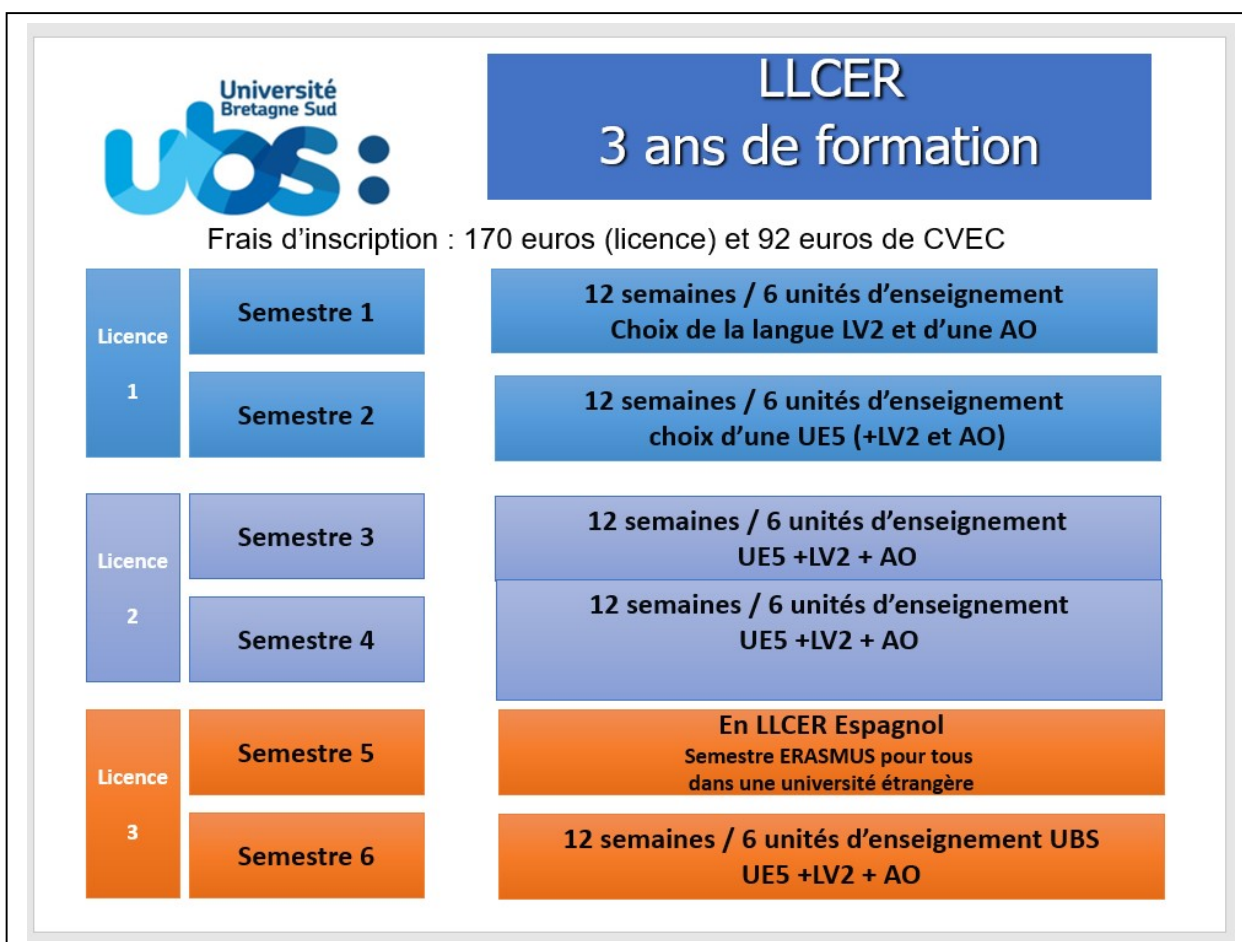 Université
Bretagne Sud
ubs:
LLCER
3 ans de formation
Frais d'inscription : 170 euros (licence) et 92 euros de CVEC
Licence
1
Semestre 1
12 semaines / 6 unités d'enseignement
Choix de la langue LV2 et d'une AO
Semestre 2
12 semaines / 6 unités d'enseignement
choix d'une UE5 (+LV2 et AO)
Licence
2
Semestre 3
12 semaines / 6 unités d'enseignement
UE5 +LV2 + AO
Semestre 4
12 semaines / 6 unités d'enseignement
UE5 +LV2 + AO
Licence
3
Semestre 5
En LLCER Espagnol
Semestre ERASMUS pour tous
dans une université étrangère
Semestre 6
12 semaines / 6 unités d'enseignement UBS
UE5 +LV2 + AO